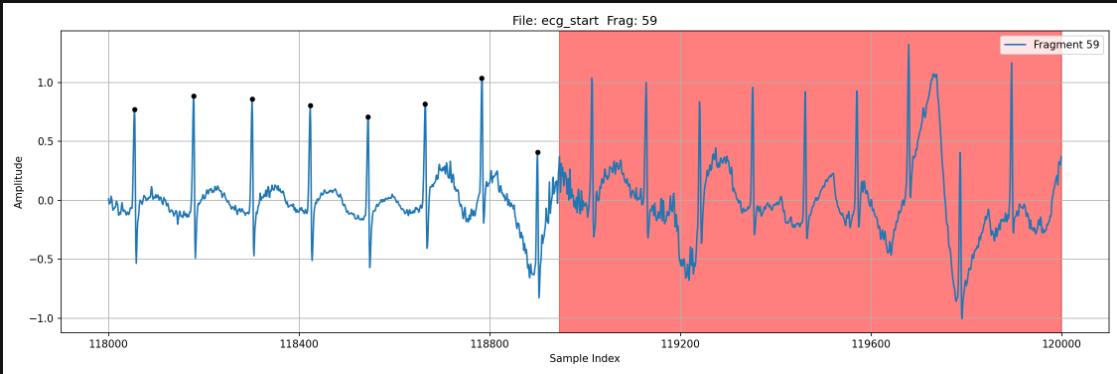 File: ecg_start  Frag: 59
Fragment 59
Amplitude
1.0
0.5
0.0
−0.5
−1.0
118000
118400
118800
119200
119600
120000
Sample Index